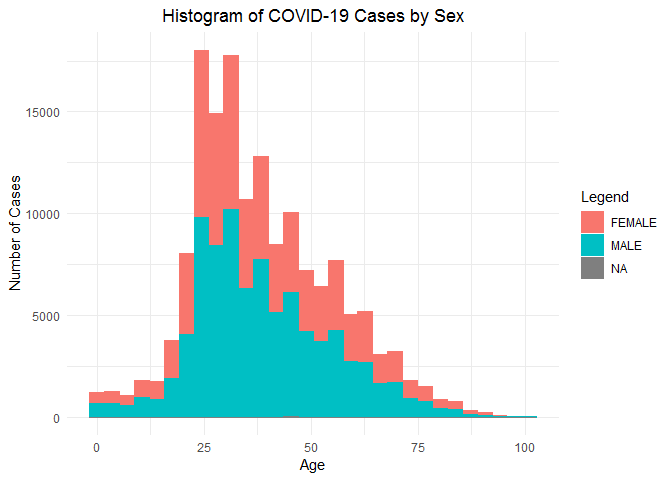 Histogram of COVID-19 Cases by Sex
Number of Cases
15000
10000
5000
0
0 25 50 75 100
Age
Legend
FEMALE
MALE
NA